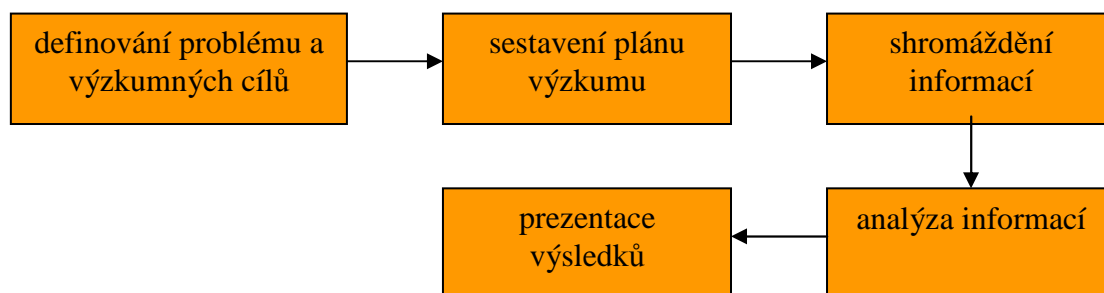 definování problému a
výzkumných cílů
sestavení plánu
výzkumu
shromáždění
informací
analýza informací
prezentace
výsledků